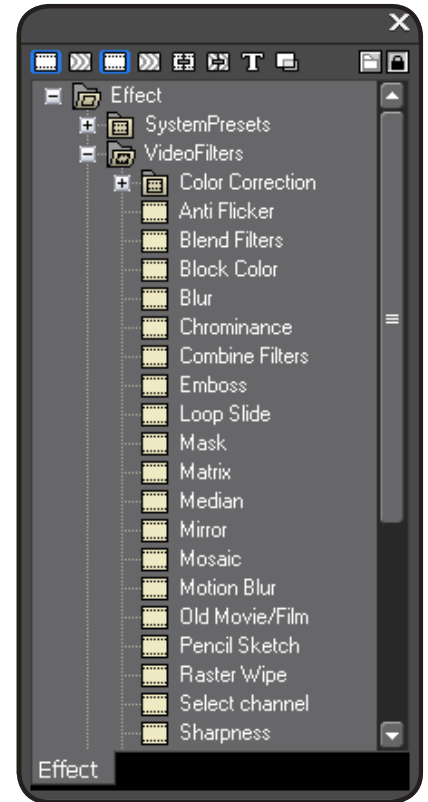 T
Effect
SystemPresets
VideoFilters
Color Correction
Anti Flicker
Blend Filters
Block Color
Blur
Chrominance
Combine Filters
Emboss
Loop Slide
Mask
Matrix
Median
Mirror
Mosaic
Motion Blur
Old Movie/Film
Pencil Sketch
Raster Wipe
Select channel
Sharpness
Effect